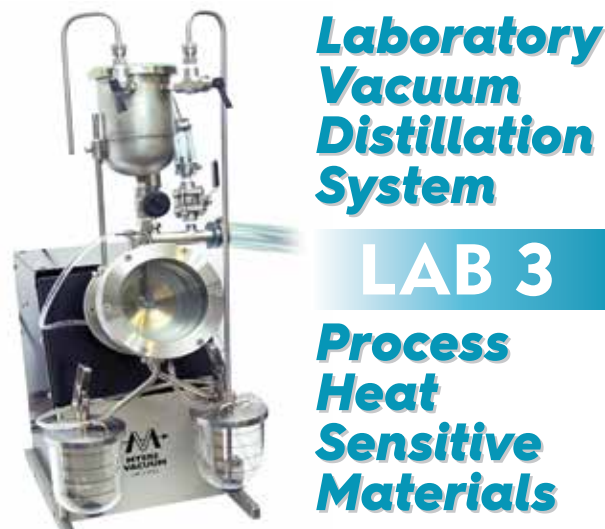 Laboratory
Vacuum
Distillation
System
LAB 3
Process
Heat
Sensitive
Materials
MYERS
VACUUM